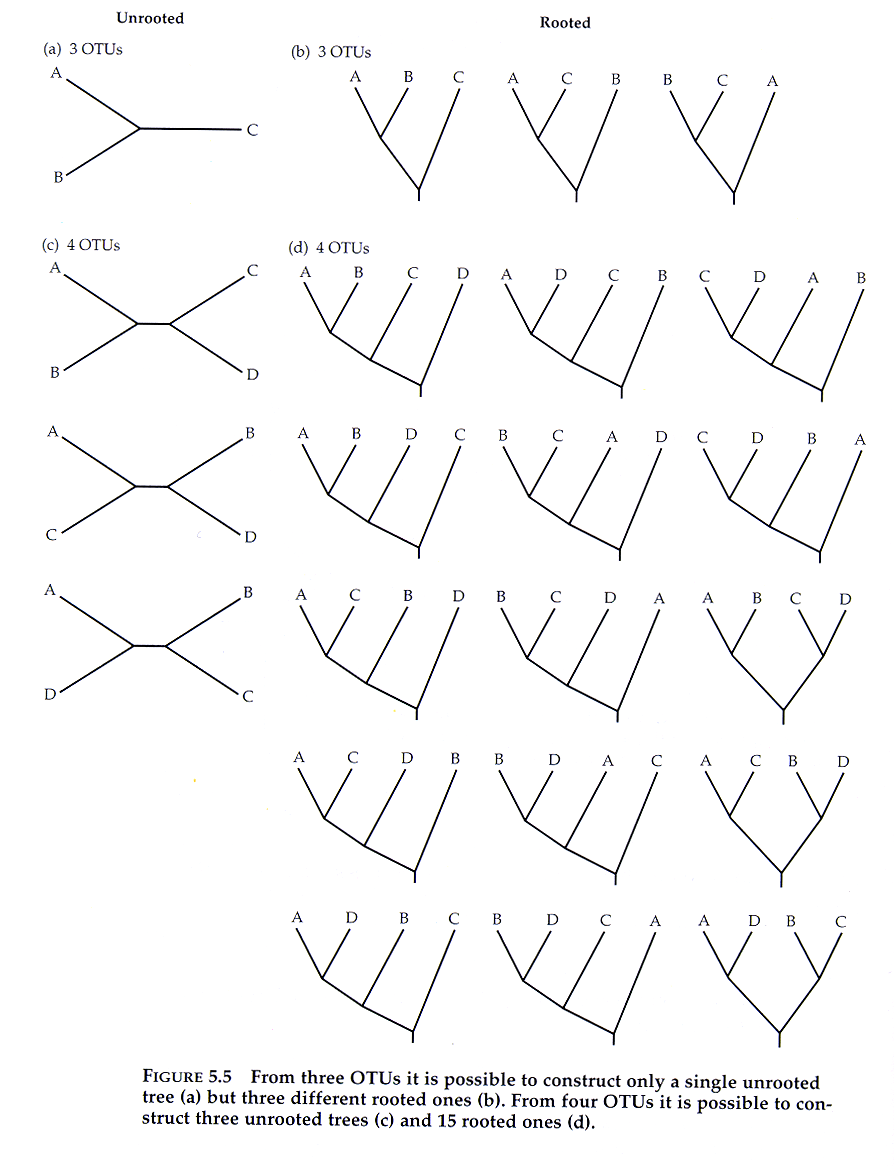 Unrooted
Rooted
(a) 3 OTUs
(b) 3 OTUs
A
B
C
A B C
A C B
B C A
(c) 4 OTUs
(d) 4 OTUs
A
C
B
D
A B C D
A D C B
C D A B
A
B
C
D
A B D C
B C A D
C D B A
A
B
D
C
A C B D
B C D A
A B C D
A C D B
B D A C
A C B D
A D B C
B D C A
A D B C
FIGURE 5.5 From three OTUs it is possible to construct only a single unrooted
tree (a) but three different rooted ones (b). From four OTUs it is possible to con-
struct three unrooted trees (c) and 15 rooted ones (d).